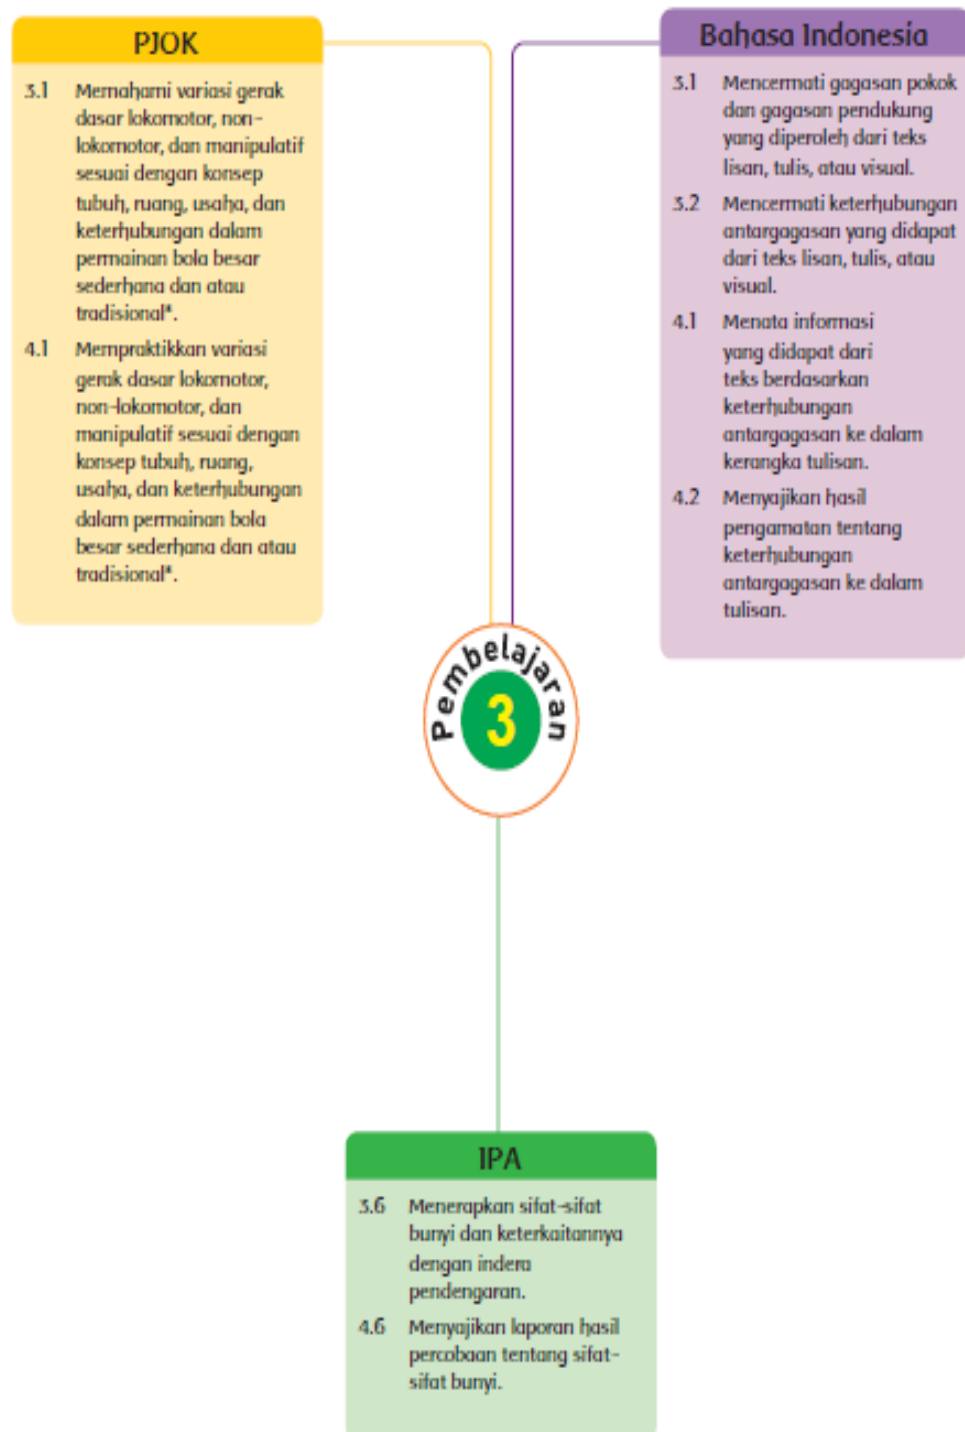 PJOK
3.1 Memahami variasi gerak
dasar lokomotor, non-
lokomotor, dan manipulatif
sesuai dengan konsep
tubuh, ruang, usaha, dan
keterhubungan dalam
permainan bola besar
sederhana dan atau
tradisional*.
4.1 Mempraktikkan variasi
gerak dasar lokomotor,
non-lokomotor, dan
manipulatif sesuai dengan
konsep tubuh, ruang,
usaha, dan keterhubungan
dalam permainan bola
besar sederhana dan atau
tradisional*.
Bahasa Indonesia
3.1 Mencermati gagasan pokok
dan gagasan pendukung
yang diperoleh dari teks
lisan, tulis, atau visual.
3.2 Mencermati keterhubungan
antargagasan yang didapat
dari teks lisan, tulis, atau
visual.
4.1 Menata informasi
yang didapat dari
teks berdasarkan
keterhubungan
antargagasan ke dalam
kerangka tulisan.
4.2 Menyajikan hasil
pengamatan tentang
keterhubungan
antargagasan ke dalam
tulisan.
Pembelajaran
3
IPA
3.6 Menerapkan sifat-sifat
bunyi dan keterkaitannya
dengan indera
pendengaran.
4.6 Menyajikan laporan hasil
percobaan tentang sifat-
sifat bunyi.